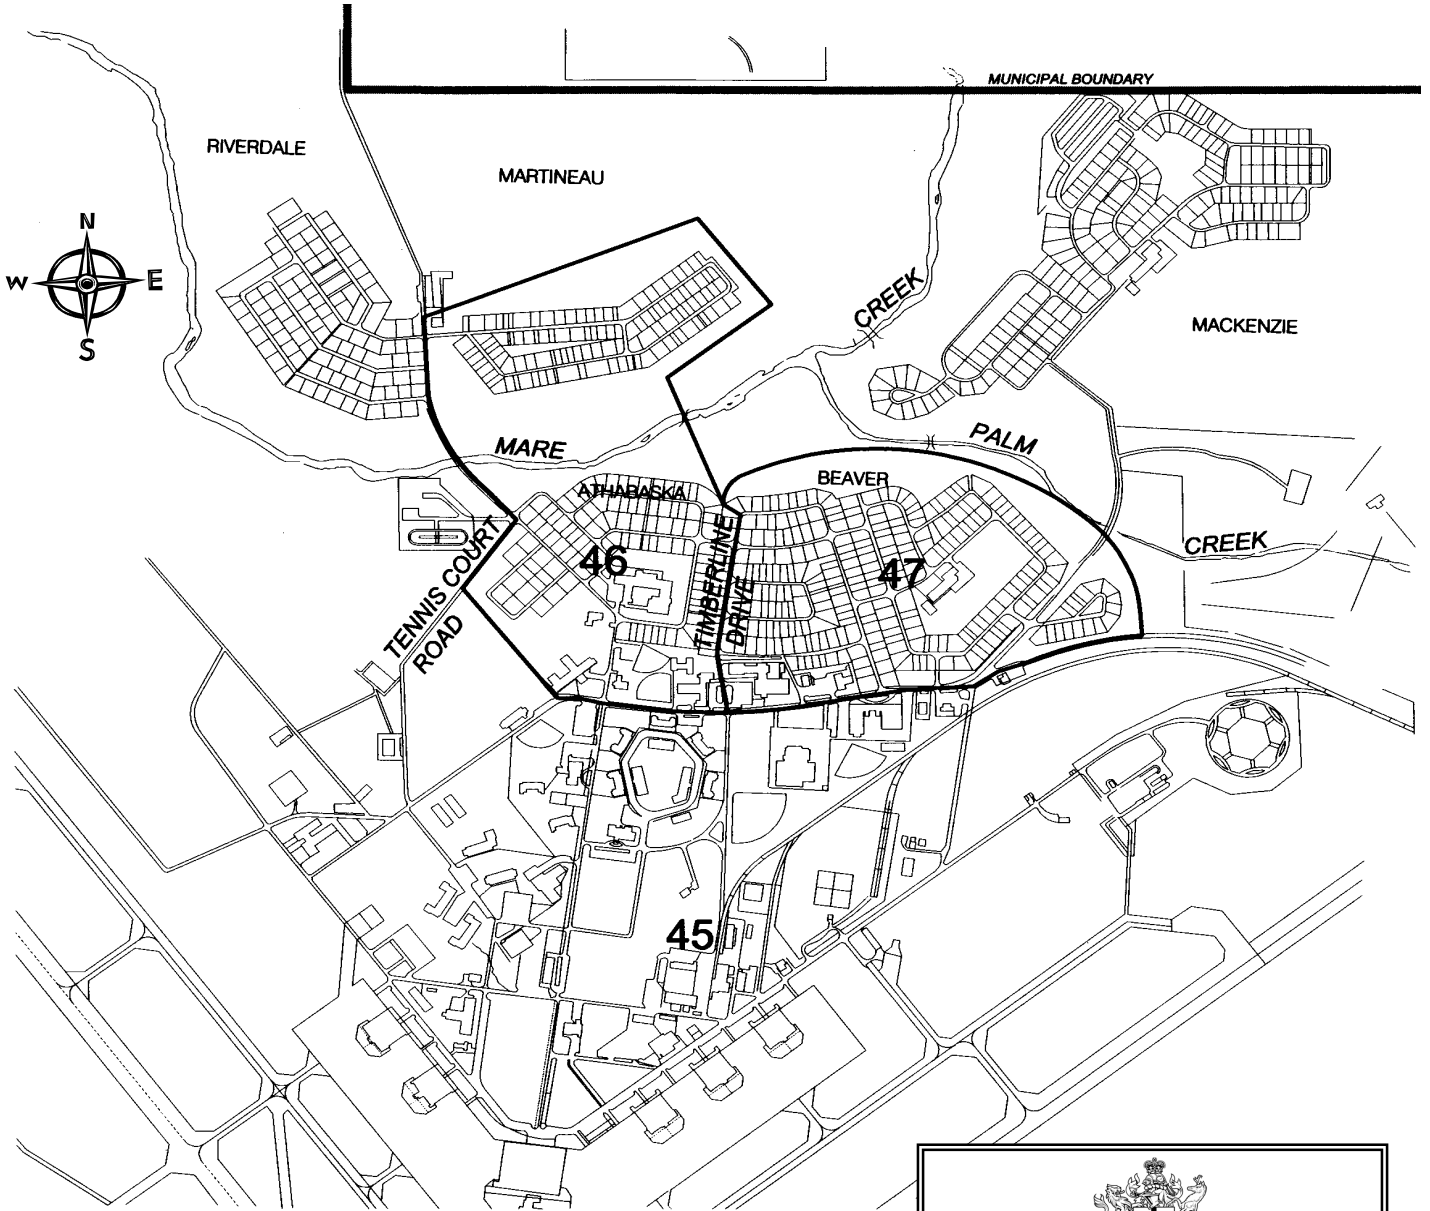 MUNICIPAL BOUNDARY
RIVERDALE
MARTINEAU
N
W
E
S
CREEK
MACKENZIE
MARE
PALM
BEAVER
ATHABASKA
CREEK
46
47
TIMBERLINE
DRIVE
TENNIS COURT
ROAD
45